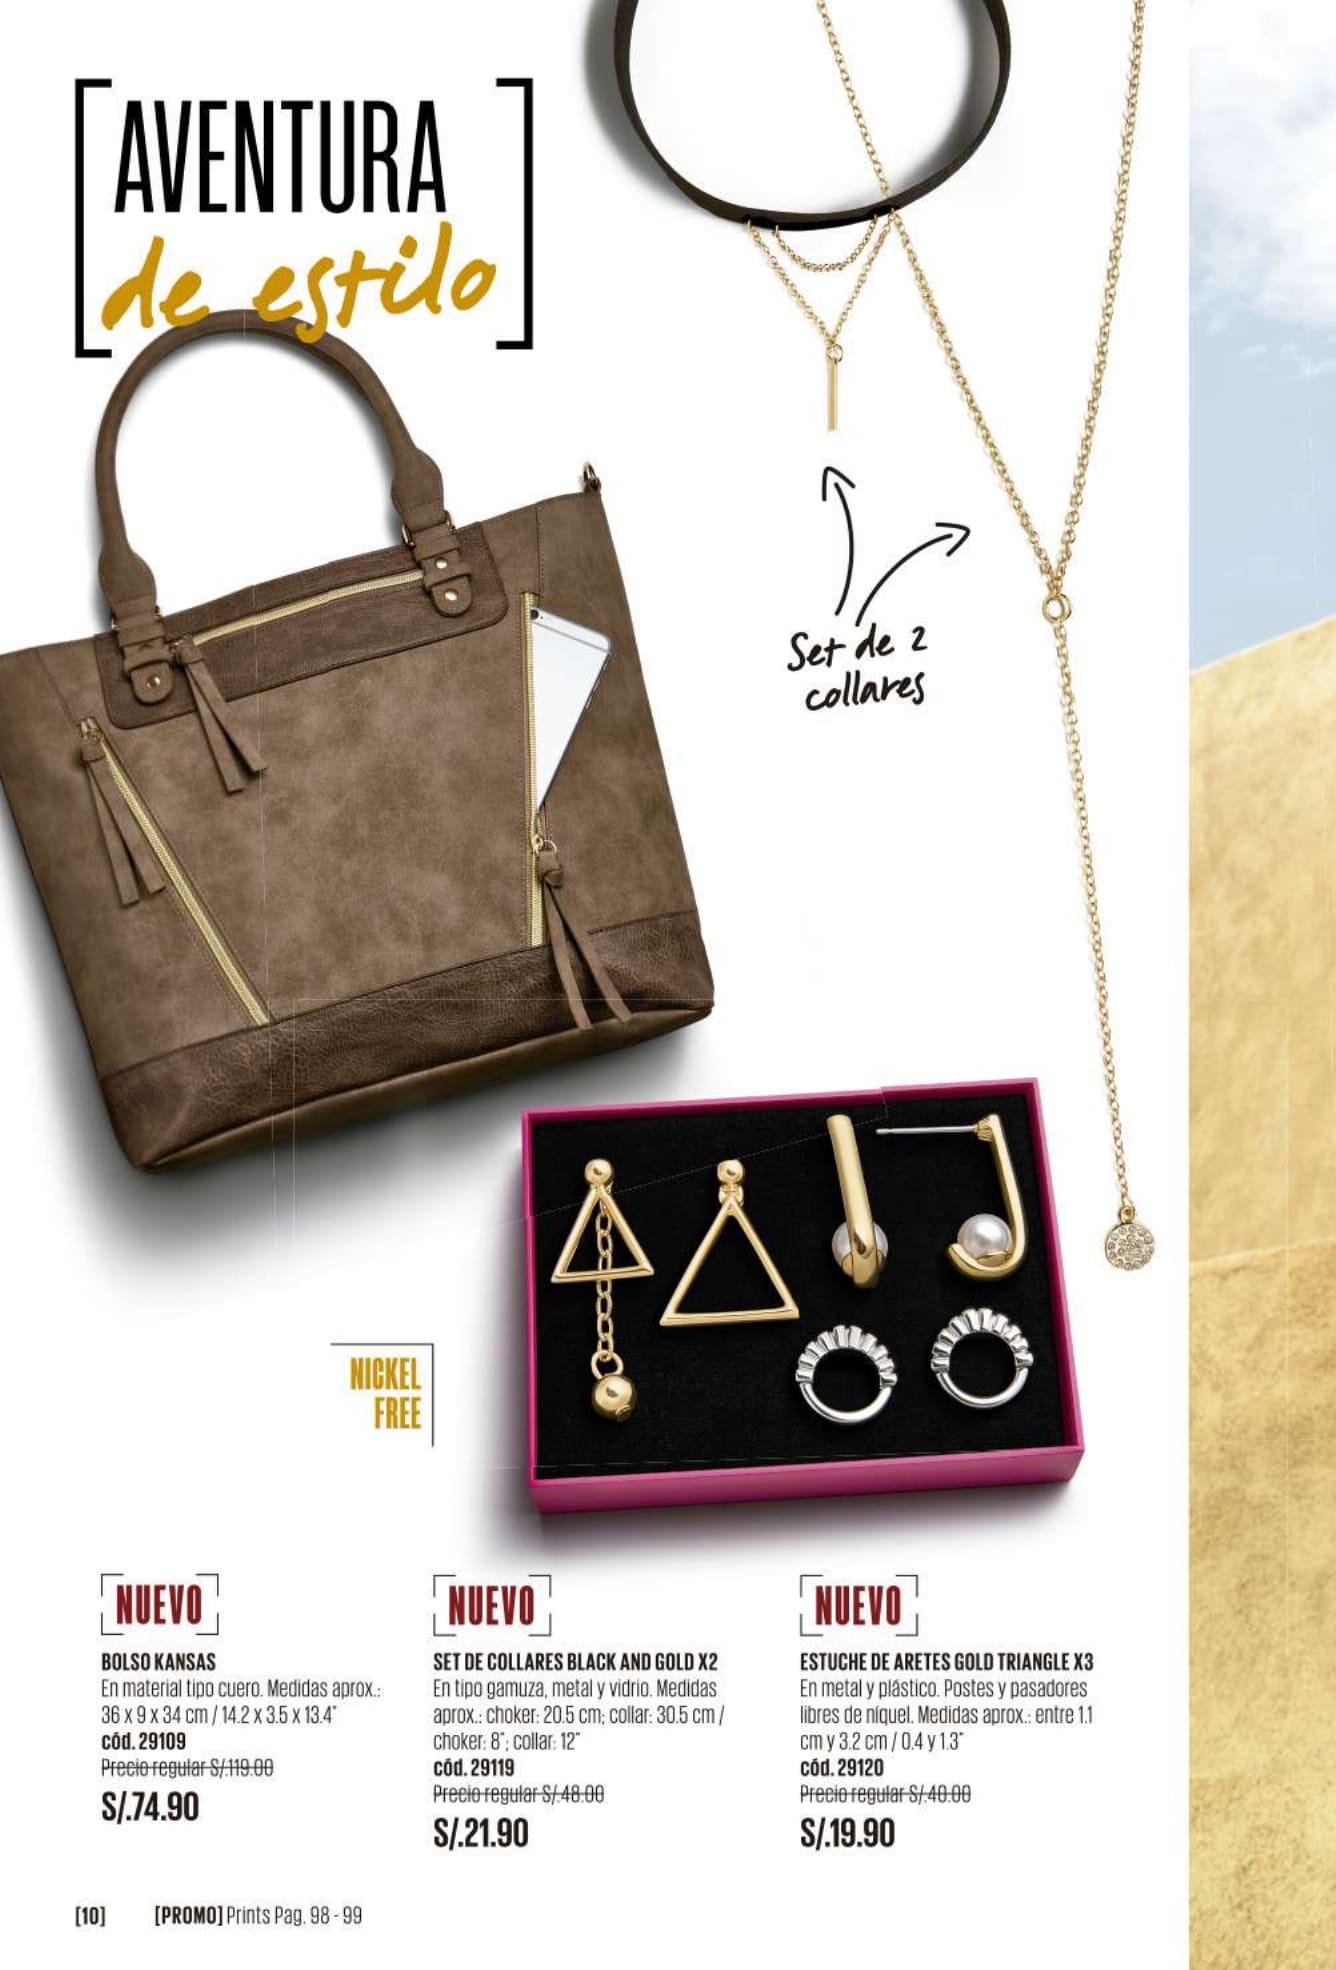 AVENTURA
de estilo
Set de 2
collares
NICKEL
FREE
NUEVO
BOLSO KANSAS
En material tipo cuero. Medidas aprox.:
36 x 9 x 34 cm / 14.2 x 3.5 x 13.4"
cód. 29109
Precio regular S/.119.00
S/.74.90
NUEVO
SET DE COLLARES BLACK AND GOLD X2
En tipo gamuza, metal y vidrio. Medidas
aprox.: choker: 20.5 cm; collar: 30.5 cm /
choker: 8"; collar: 12"
cód. 29119
Precio regular S/.48.00
S/.21.90
NUEVO
ESTUCHE DE ARETES GOLD TRIANGLE X3
En metal y plástico. Postes y pasadores
libres de níquel. Medidas aprox.: entre 1.1
cm y 3.2 cm / 0.4 y 1.3"
cód. 29120
Precio regular S/.40.00
S/.19.90
[10] [PROMO] Prints Pag. 98 - 99